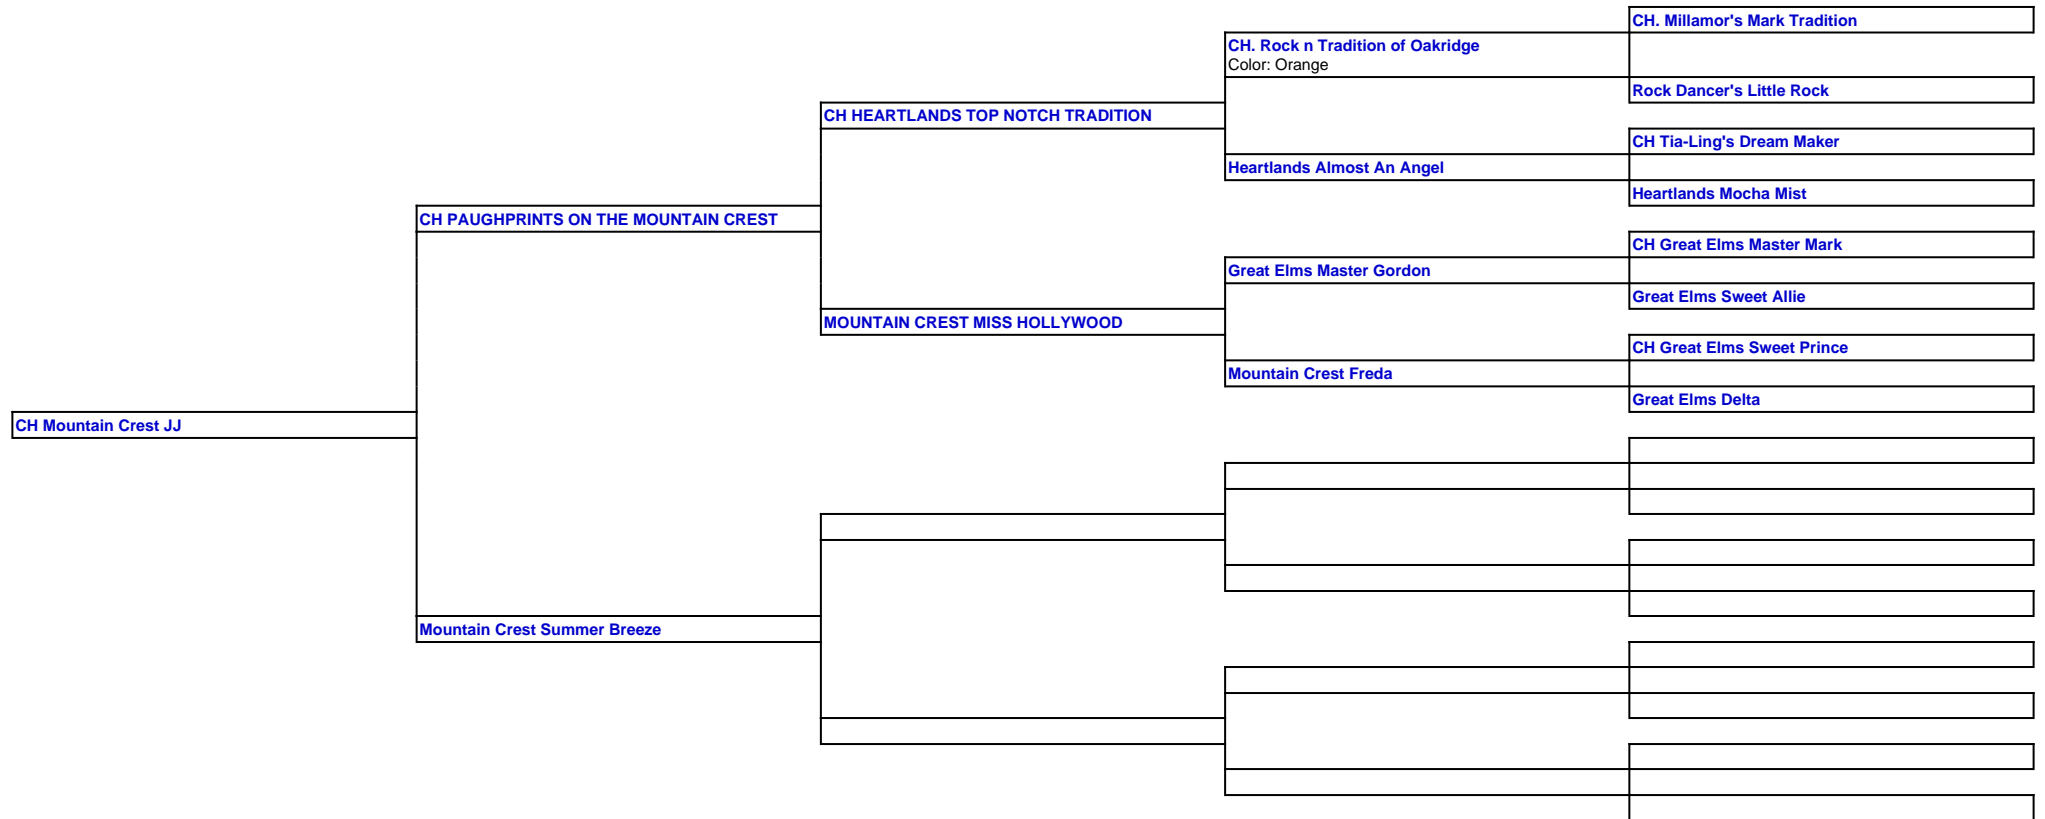 CH. Millamor's Mark Tradition
CH. Rock n Tradition of Oakridge
Color: Orange
Rock Dancer's Little Rock
CH HEARTLANDS TOP NOTCH TRADITION
CH Tia-Ling's Dream Maker
Heartlands Almost An Angel
Heartlands Mocha Mist
CH PAUGHPRINTS ON THE MOUNTAIN CREST
CH Great Elms Master Mark
Great Elms Master Gordon
Great Elms Sweet Allie
MOUNTAIN CREST MISS HOLLYWOOD
CH Great Elms Sweet Prince
Mountain Crest Freda
Great Elms Delta
CH Mountain Crest JJ
Mountain Crest Summer Breeze